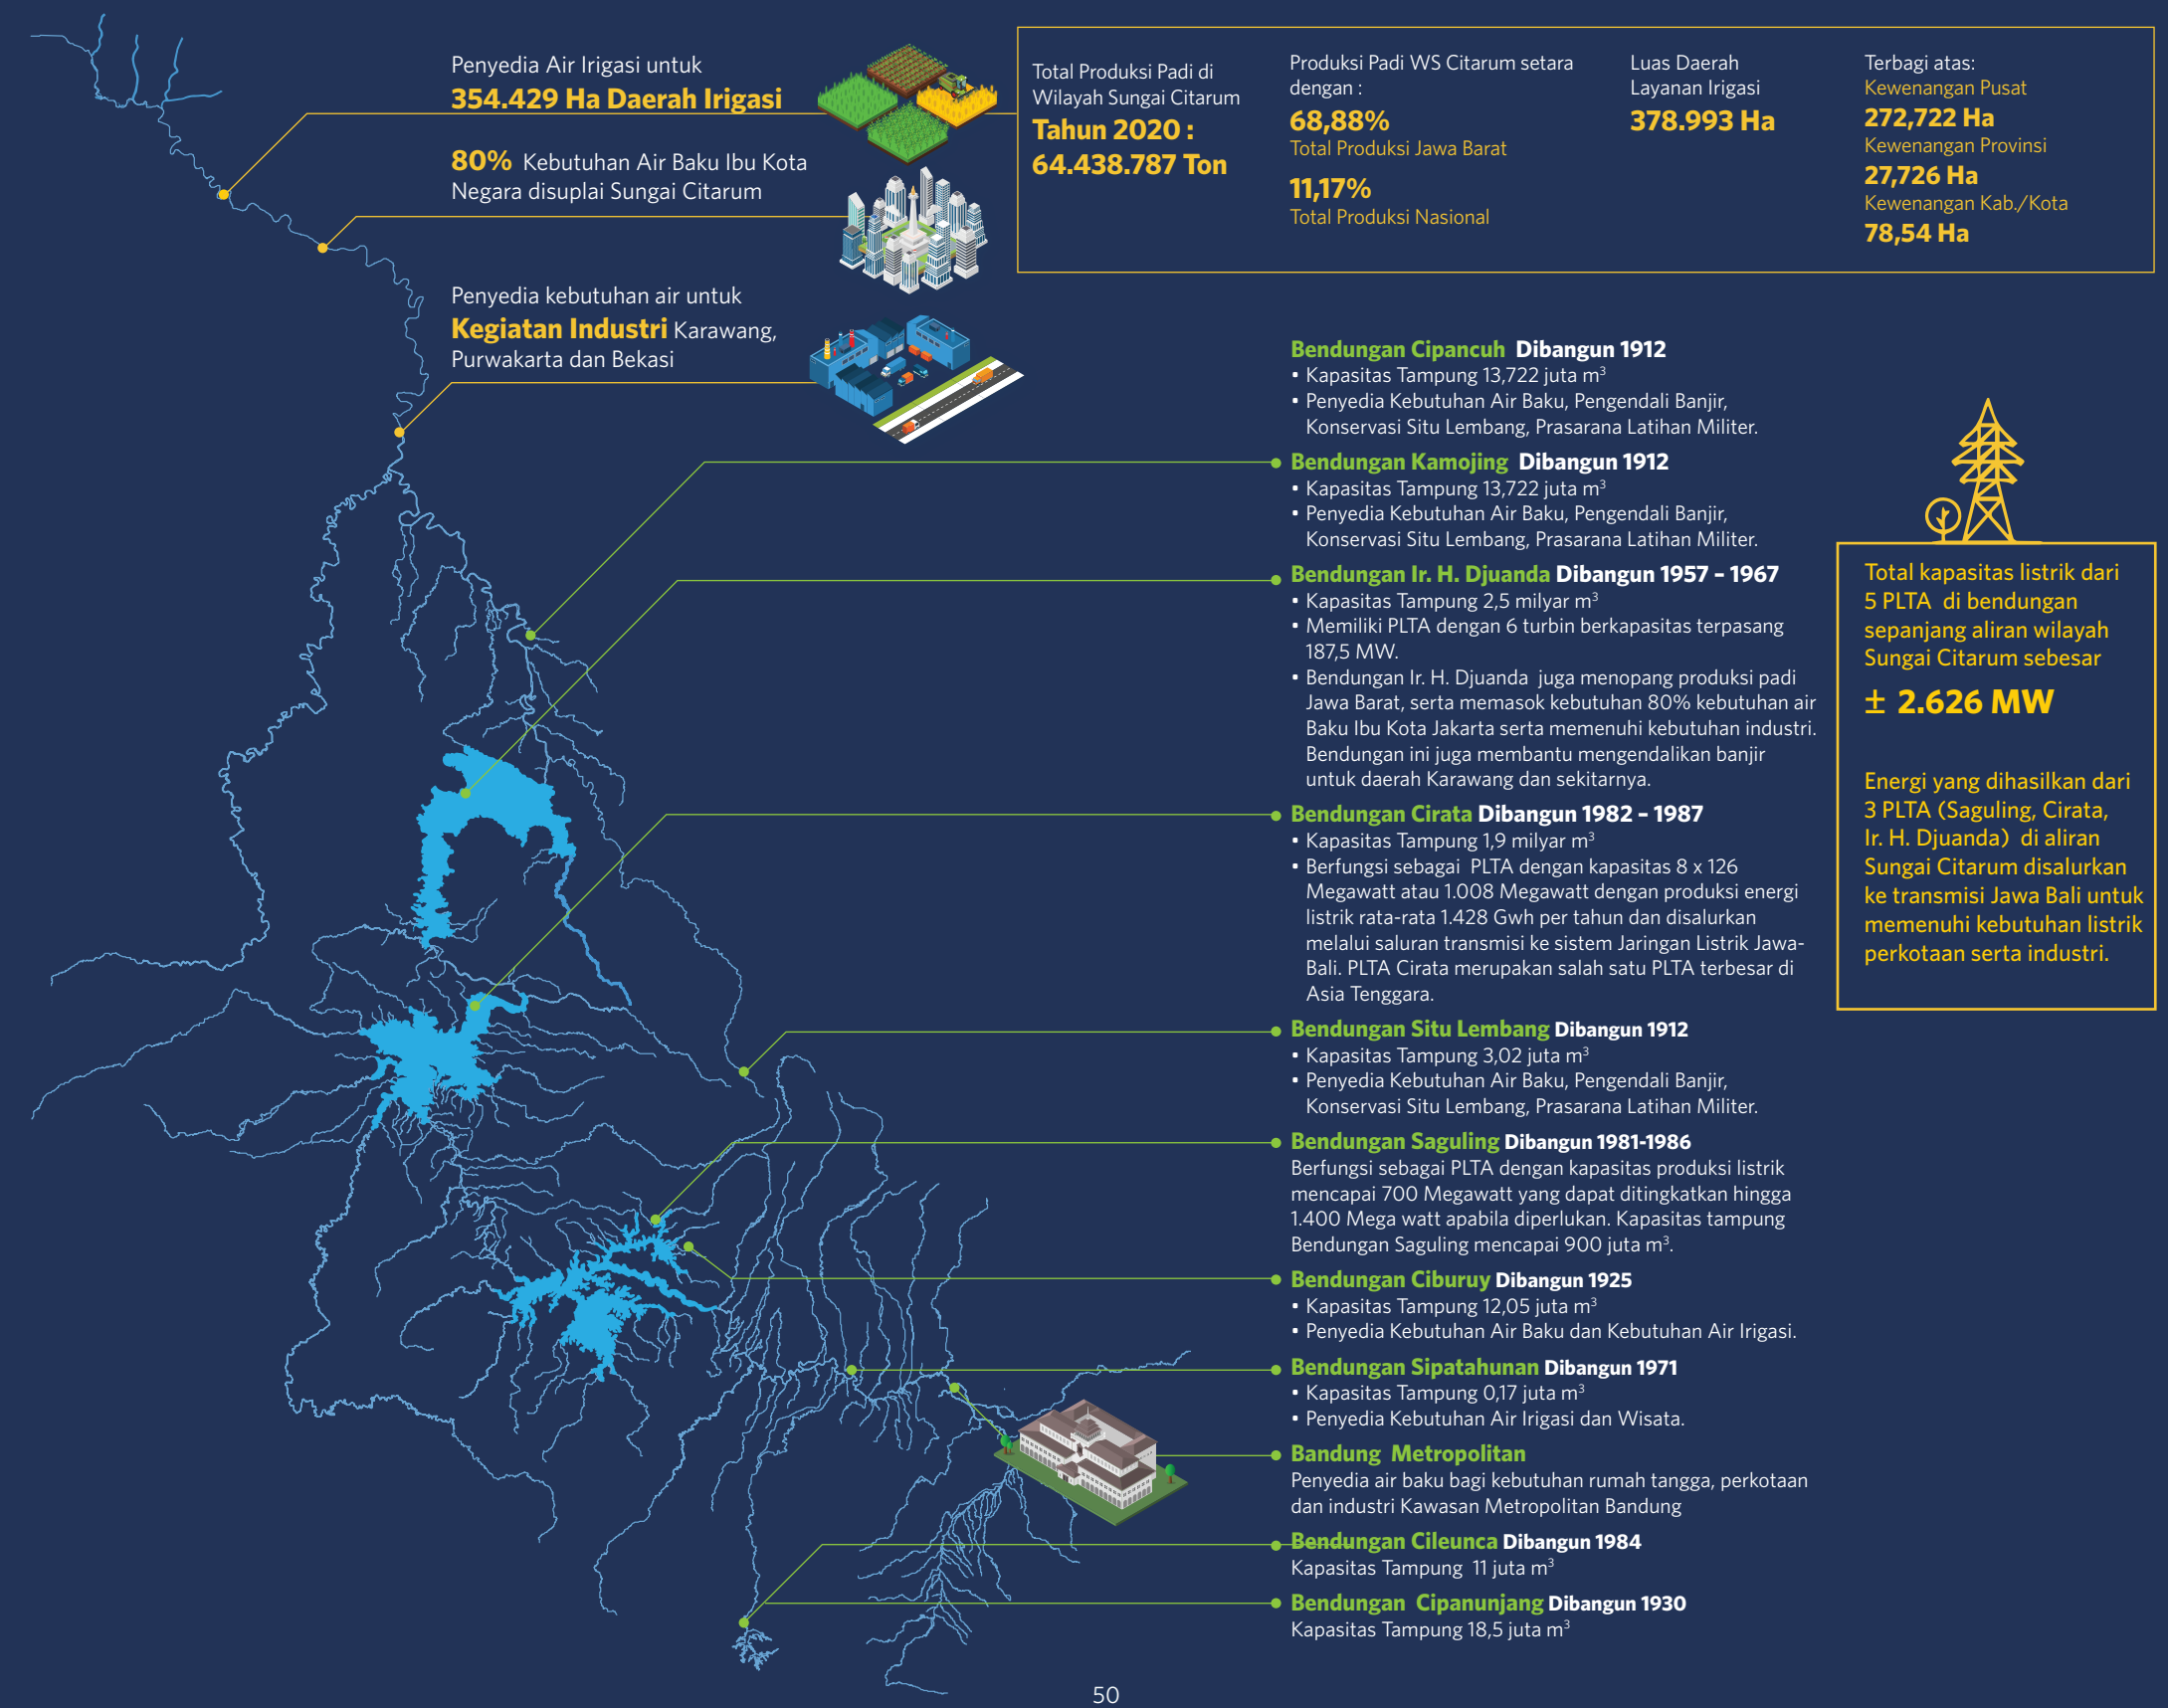 Penyedia Air Irigasi untuk
354.429 Ha Daerah Irigasi
80% Kebutuhan Air Baku Ibu Kota
Negara disuplai Sungai Citarum
Penyedia kebutuhan air untuk
Kegiatan Industri Karawang,
Purwakarta dan Bekasi
Total Produksi Padi di
Wilayah Sungai Citarum
Tahun 2020 :
64.438.787 Ton
Produksi Padi WS Citarum setara
dengan :
68,88%
Total Produksi Jawa Barat
11,17%
Total Produksi Nasional
Luas Daerah
Layanan Irigasi
378.993 Ha
Terbagi atas:
Kewenangan Pusat
272,722 Ha
Kewenangan Provinsi
27,726 Ha
Kewenangan Kab./Kota
78,54 Ha
Bendungan Cipancuh Dibangun 1912
• Kapasitas Tampung 13,722 juta m³
• Penyedia Kebutuhan Air Baku, Pengendali Banjir,
Konservasi Situ Lembang, Prasarana Latihan Militer.
Bendungan Kamojing Dibangun 1912
• Kapasitas Tampung 13,722 juta m³
• Penyedia Kebutuhan Air Baku, Pengendali Banjir,
Konservasi Situ Lembang, Prasarana Latihan Militer.
Bendungan Ir. H. Djuanda Dibangun 1957 – 1967
• Kapasitas Tampung 2,5 milyar m³
• Memiliki PLTA dengan 6 turbin berkapasitas terpasang
187,5 MW.
• Bendungan Ir. H. Djuanda juga menopang produksi padi
Jawa Barat, serta memasok kebutuhan 80% kebutuhan air
Baku Ibu Kota Jakarta serta memenuhi kebutuhan industri.
Bendungan ini juga membantu mengendalikan banjir
untuk daerah Karawang dan sekitarnya.
Bendungan Cirata Dibangun 1982 – 1987
• Kapasitas Tampung 1,9 milyar m³
• Berfungsi sebagai PLTA dengan kapasitas 8 x 126
Megawatt atau 1.008 Megawatt dengan produksi energi
listrik rata-rata 1.428 Gwh per tahun dan disalurkan
melalui saluran transmisi ke sistem Jaringan Listrik Jawa-
Bali. PLTA Cirata merupakan salah satu PLTA terbesar di
Asia Tenggara.
Bendungan Situ Lembang Dibangun 1912
• Kapasitas Tampung 3,02 juta m³
• Penyedia Kebutuhan Air Baku, Pengendali Banjir,
Konservasi Situ Lembang, Prasarana Latihan Militer.
Bendungan Saguling Dibangun 1981-1986
Berfungsi sebagai PLTA dengan kapasitas produksi listrik
mencapai 700 Megawatt yang dapat ditingkatkan hingga
1.400 Mega watt apabila diperlukan. Kapasitas tampung
Bendungan Saguling mencapai 900 juta m³.
Bendungan Ciburuy Dibangun 1925
• Kapasitas Tampung 12,05 juta m³
• Penyedia Kebutuhan Air Baku dan Kebutuhan Air Irigasi.
Bendungan Sipatahunan Dibangun 1971
• Kapasitas Tampung 0,17 juta m³
• Penyedia Kebutuhan Air Irigasi dan Wisata.
Bandung Metropolitan
Penyedia air baku bagi kebutuhan rumah tangga, perkotaan
dan industri Kawasan Metropolitan Bandung
Bendungan Cileunca Dibangun 1984
Kapasitas Tampung 11 juta m³
Bendungan Cipanunjang Dibangun 1930
Kapasitas Tampung 18,5 juta m³
Total kapasitas listrik dari
5 PLTA di bendungan
sepanjang aliran wilayah
Sungai Citarum sebesar
± 2.626 MW
Energi yang dihasilkan dari
3 PLTA (Saguling, Cirata,
Ir. H. Djuanda) di aliran
Sungai Citarum disalurkan
ke transmisi Jawa Bali untuk
memenuhi kebutuhan listrik
perkotaan serta industri.
50